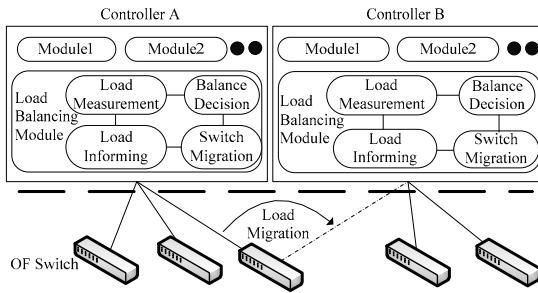 Controller A
Controller B
Module1
Module2
Module1
Module2
Load
Balancing
Module
Load
Measurement
Balance
Decision
Load
Informing
Switch
Migration
Load
Balancing
Module
Load
Measurement
Balance
Decision
Load
Informing
Switch
Migration
Load
Migration
OF Switch